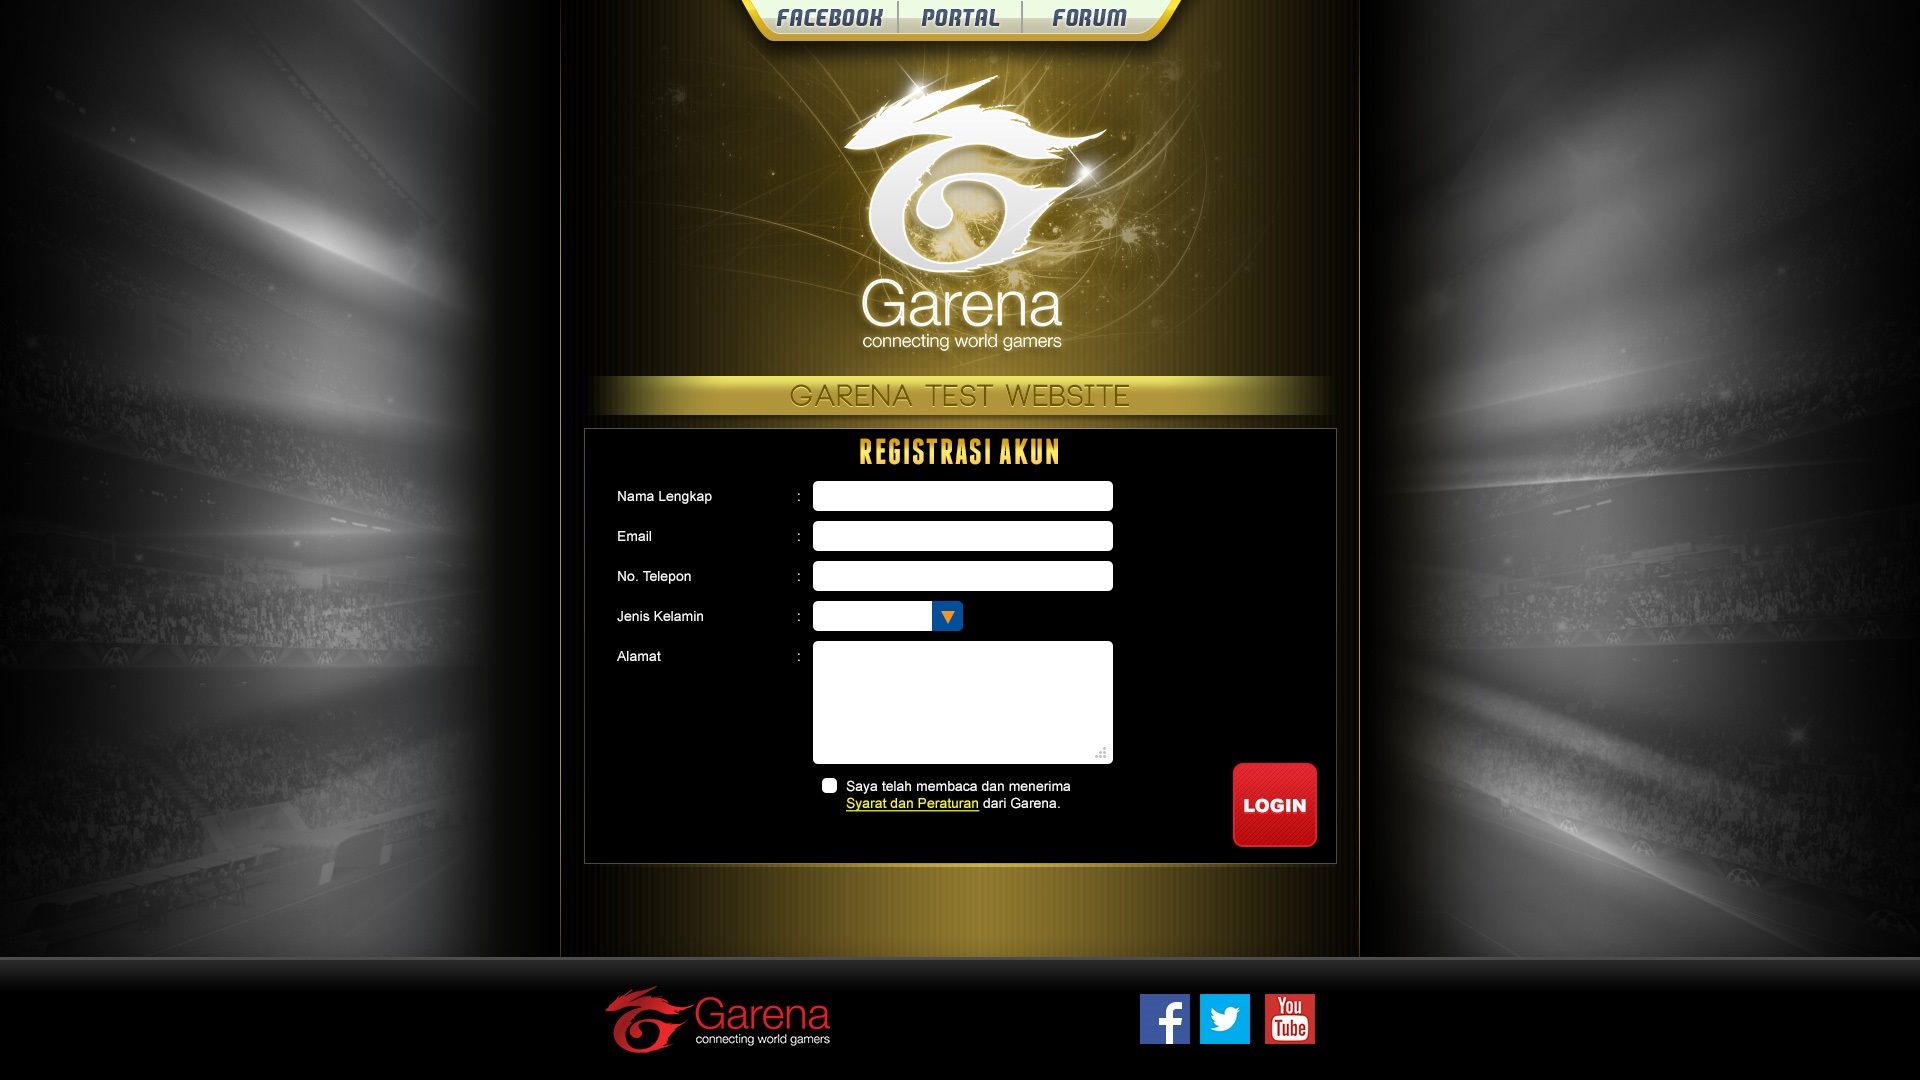 FACEBOOK PORTAL FORUM
Garena
connecting world gamers
GARENA TEST WEBSITE
REGISTRASI AKUN
Nama Lengkap :
Email :
No. Telepon :
Jenis Kelamin :
Alamat :
Saya telah membaca dan menerima
Syarat dan Peraturan dari Garena.
LOGIN
Garena
connecting world gamers
You
Tube